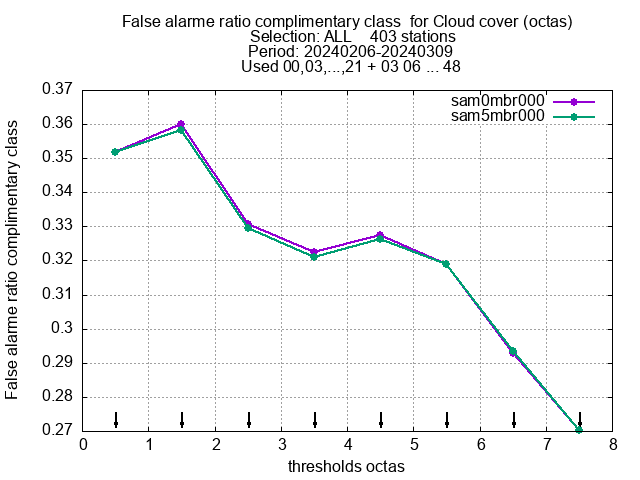 False alarme ratio complimentary class  for Cloud cover (octas)
Selection: ALL    403 stations
Period: 20240206-20240309
Used 00,03,...,21 + 03 06 ... 48
sam0mbr000
sam5mbr000
0.37
0.36
0.35
0.34
0.33
0.32
0.31
0.3
0.29
0.28
0.27
False alarme ratio complimentary class
0 1 2 3 4 5 6 7 8
thresholds octas